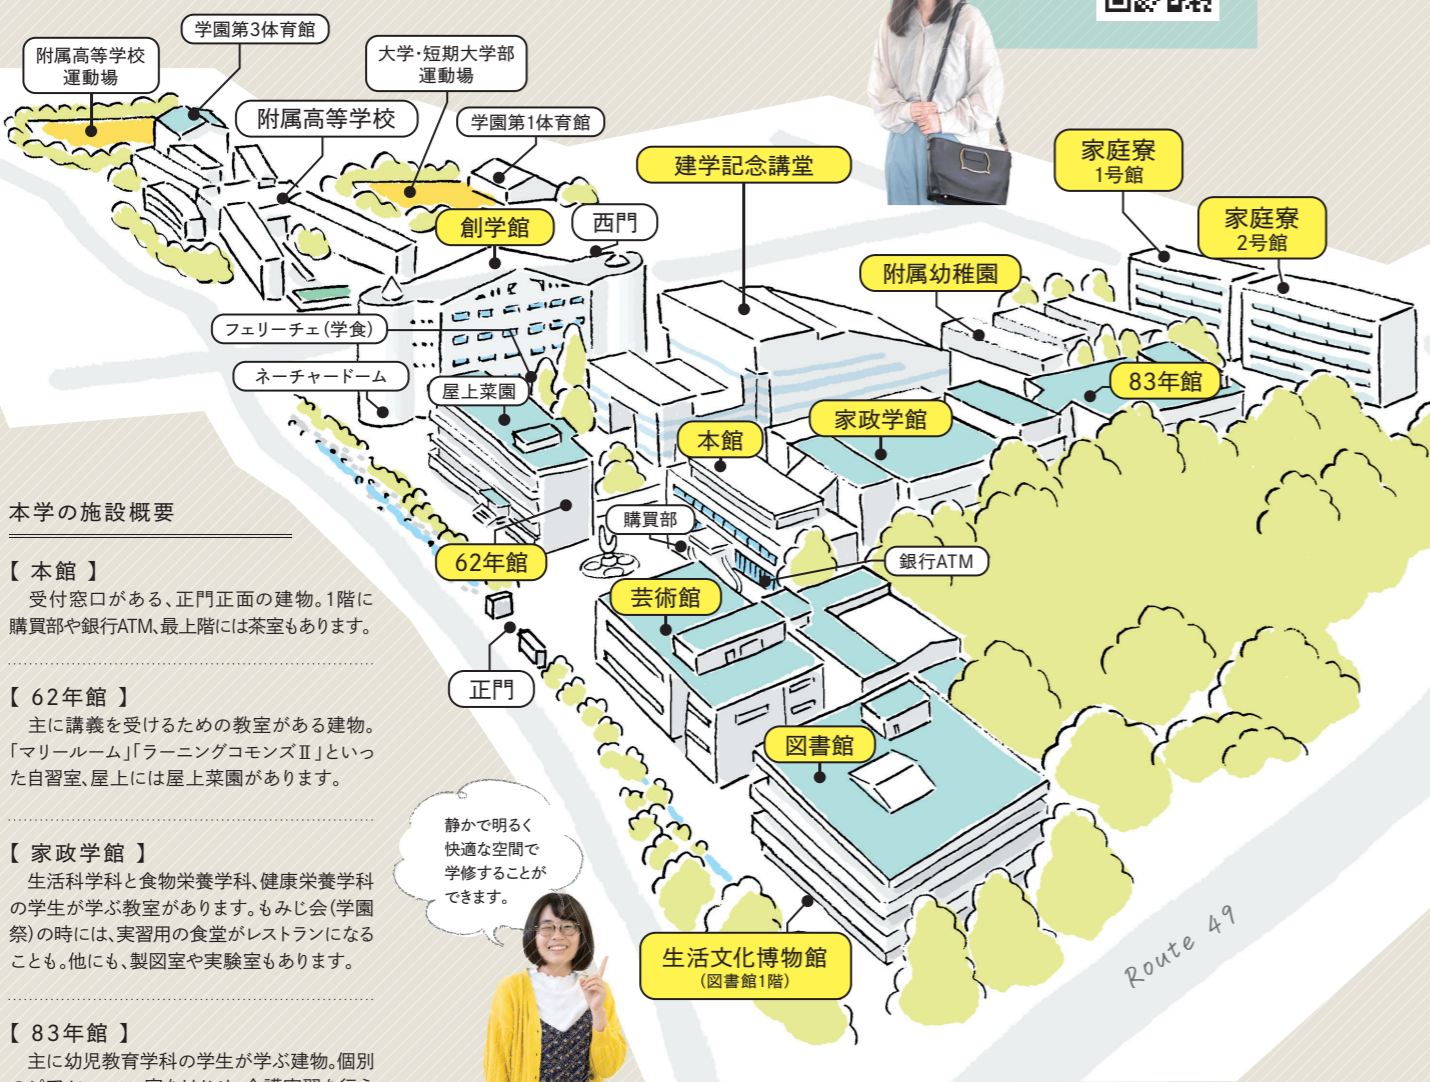 学園第3体育館
附属高等学校
運動場
大学・短期大学部
運動場
附属高等学校
学園第1体育館
建学記念講堂
家庭寮
1号館
家庭寮
2号館
創学館
西門
附属幼稚園
フェリーチェ(学食)
ネーチャードーム
屋上菜園
83年館
家政学館
本館
購買部
62年館
銀行ATM
芸術館
正門
図書館
生活文化博物館
(図書館1階)
Route 49
静かで明るく
快適な空間で
学修することが
できます。
本学の施設概要
【 本館 】
受付窓口がある、正門正面の建物。1階に
購買部や銀行ATM、最上階には茶室もあります。
【 62年館 】
主に講義を受けるための教室がある建物。
「マリールーム」「ラーニングコモンズⅡ」といっ
た自習室、屋上には屋上菜園があります。
【 家政学館 】
生活科学科と食物栄養学科、健康栄養学科
の学生が学ぶ教室があります。もみじ会(学園
祭)の時には、実習用の食堂がレストランになる
ことも。他にも、製図室や実験室もあります。
【 83年館 】
主に幼児教育学科の学生が学ぶ建物。個別